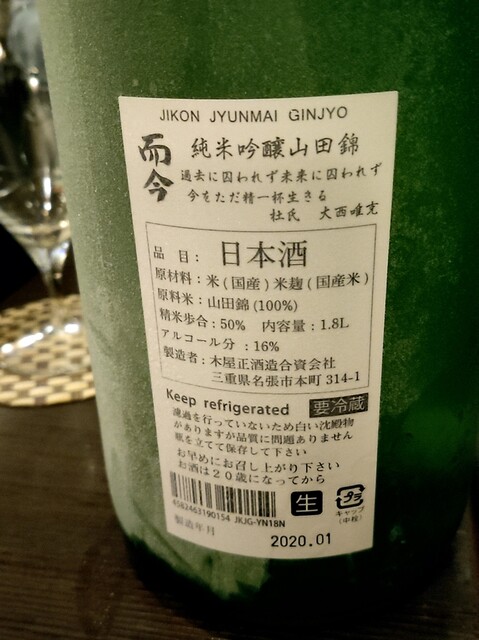 JIKON JYUNMAI GINJYO
而今 純米吟醸山田錦
過去に囚われず未来に囚われず
今をただ精一杯生きる
杜氏 大西唯克
品目：日本酒
原材料：米(国産)米麹(国産米)
原料米：山田錦(100%)
精米歩合：50% 内容量：1.8L
アルコール分：16%
製造者：木屋正酒造合資会社
三重県名張市本町 314-1
Keep refrigerated 要冷蔵
濾過を行っていないため白い沈殿物
がありますが品質に問題ありません
瓶を立てて保存して下さい
お早めにお召し上がり下さい
お酒は20歳になってから
4582463190154 JKJG-YN18N
生
プラ
キャップ
(中栓)
製造年月
2020.01